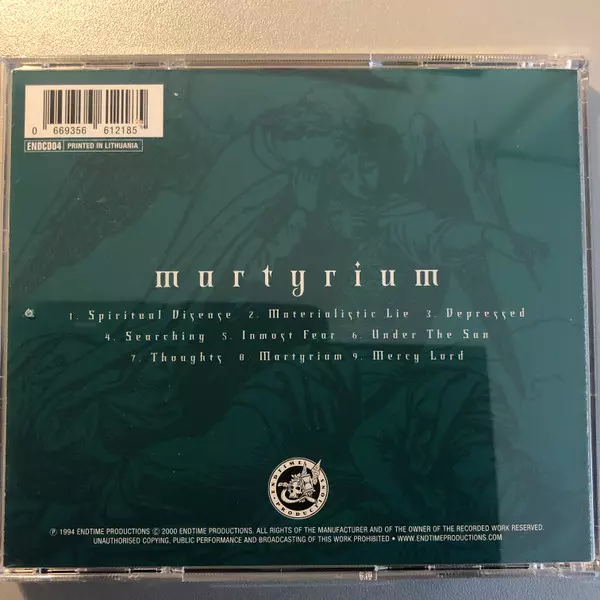 0 669356 612185
ENDCD04 PRINTED IN LITHUANIA
martyrium
1. Spiritual Disease 2. Materialistic Lie 3. Depressed
4. Searching 5. Inmost Fear 6. Under The Sun
7. Thoughts 8 Martyrium 9. Mercy Lord
ENDTIME PRODUCTIONS
℗ 1994 ENDTIME PRODUCTIONS © 2000 ENDTIME PRODUCTIONS. ALL RIGHTS OF THE MANUFACTURER AND OF THE OWNER OF THE RECORDED WORK RESERVED.
UNAUTHORISED COPYING, PUBLIC PERFORMANCE AND BROADCASTING OF THIS WORK PROHIBITED • WWW.ENDTIMEPRODUCTIONS.COM